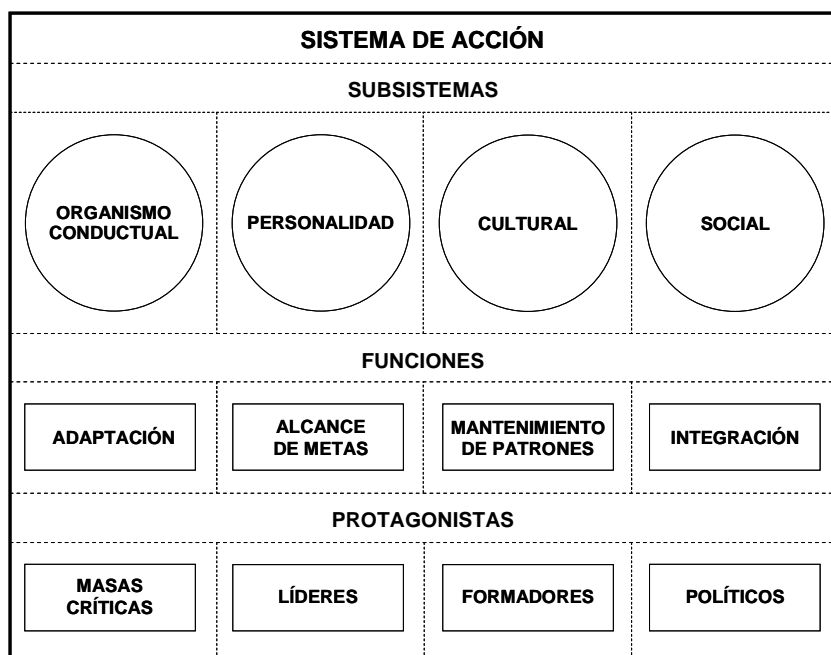 SISTEMA DE ACCIÓN
SUBSISTEMAS
ORGANISMO
CONDUCTUAL
PERSONALIDAD
CULTURAL
SOCIAL
FUNCIONES
ADAPTACIÓN
ALCANCE
DE METAS
MANTENIMIENTO
DE PATRONES
INTEGRACIÓN
PROTAGONISTAS
MASAS
CRÍTICAS
LÍDERES
FORMADORES
POLÍTICOS